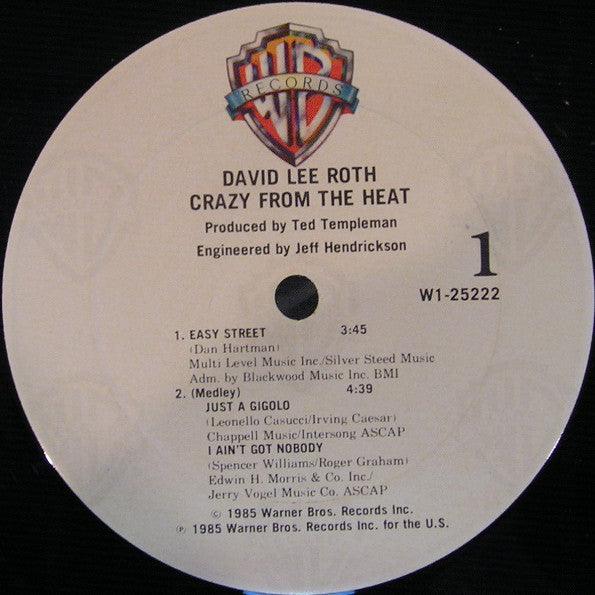 WB
RECORDS
DAVID LEE ROTH
CRAZY FROM THE HEAT
Produced by Ted Templeman
Engineered by Jeff Hendrickson
1
W1-25222
1. EASY STREET 3:45
(Dan Hartman)
Multi Level Music Inc./Silver Steed Music
Adm. by Blackwood Music Inc. BMI
2. (Medley) 4:39
JUST A GIGOLO
(Leonello Casucci/Irving Caesar)
Chappell Music/Intersong ASCAP
I AIN'T GOT NOBODY
(Spencer Williams/Roger Graham)
Edwin H. Morris & Co. Inc./
Jerry Vogel Music Co. ASCAP
© 1985 Warner Bros. Records Inc.
℗ 1985 Warner Bros. Records Inc. for the U.S.